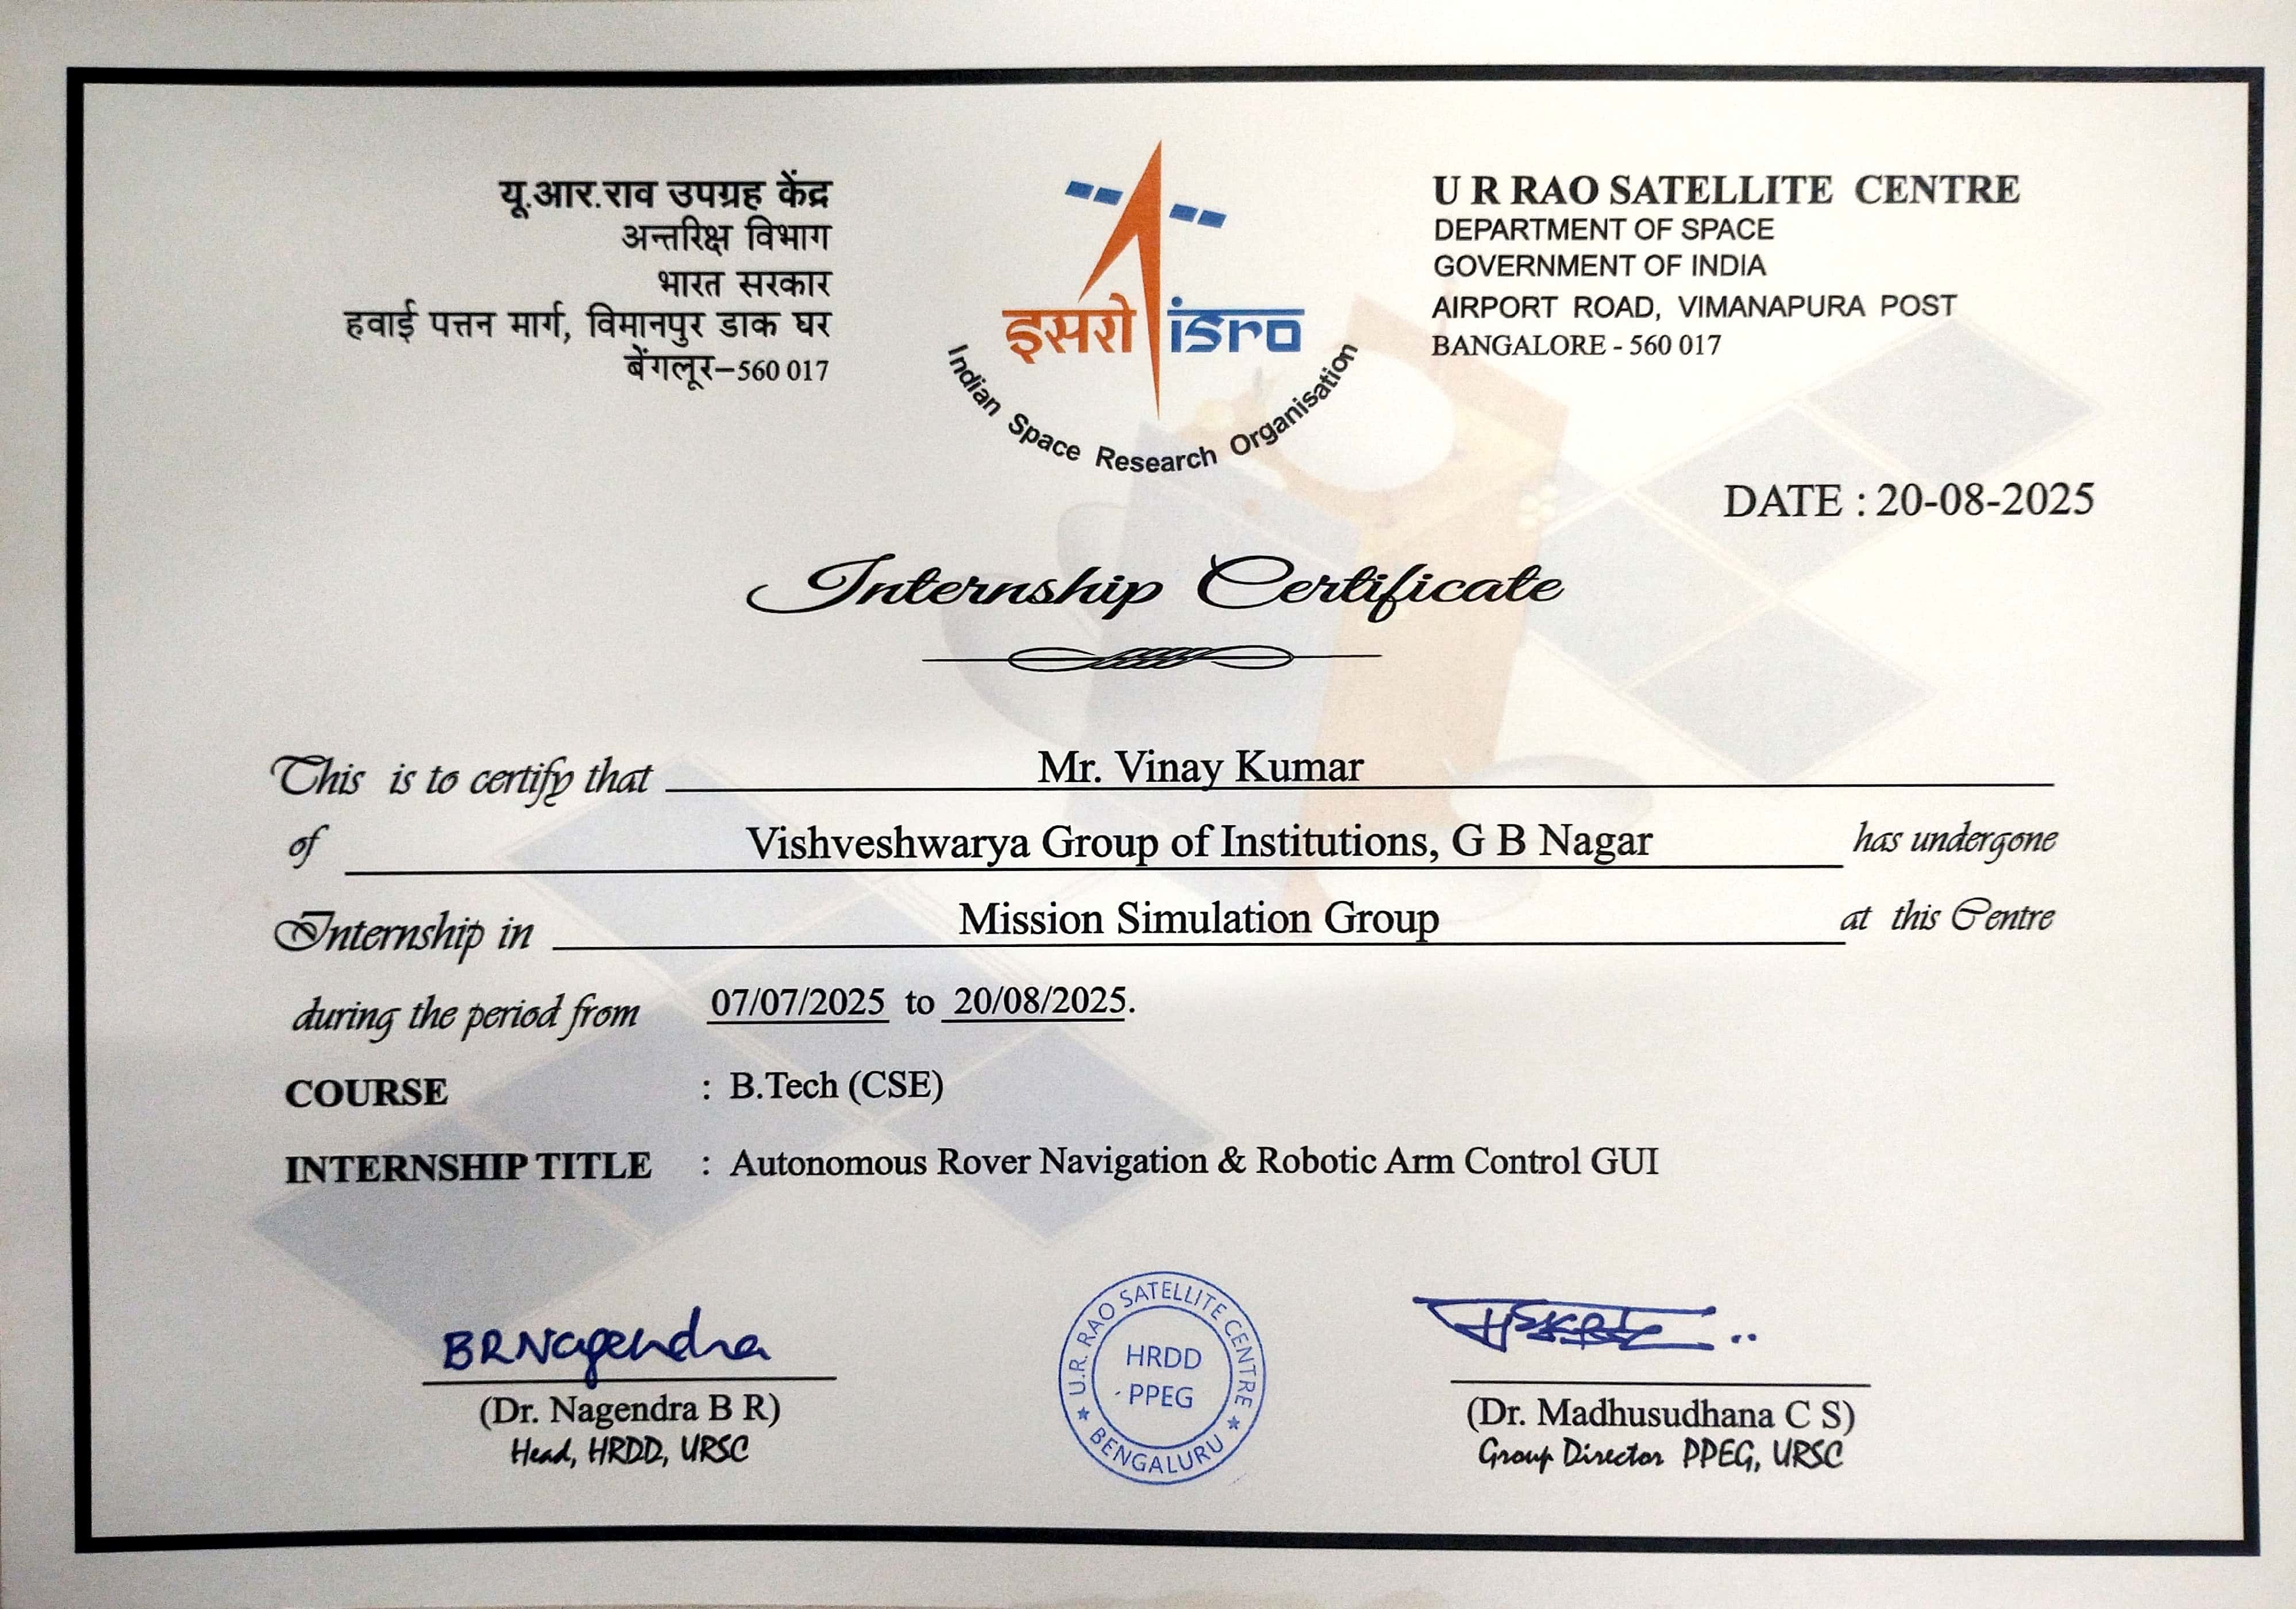 यू.आर.राव उपग्रह केंद्र
अन्तरिक्ष विभाग
भारत सरकार
हवाई पत्तन मार्ग, विमानपुर डाक घर
बेंगलूर–560 017
इसरो isro
Indian Space Research Organisation
U R RAO SATELLITE CENTRE
DEPARTMENT OF SPACE
GOVERNMENT OF INDIA
AIRPORT ROAD, VIMANAPURA POST
BANGALORE - 560 017
DATE : 20-08-2025
Internship Certificate
This is to certify that Mr. Vinay Kumar
of Vishveshwarya Group of Institutions, G B Nagar has undergone
Internship in Mission Simulation Group at this Centre
during the period from 07/07/2025 to 20/08/2025.
COURSE : B.Tech (CSE)
INTERNSHIP TITLE : Autonomous Rover Navigation & Robotic Arm Control GUI
BRNagendra
(Dr. Nagendra B R)
Head, HRDD, URSC
U.R. RAO SATELLITE CENTRE
HRDD
PPEG
★ BENGALURU ★
(Dr. Madhusudhana C S)
Group Director PPEG, URSC